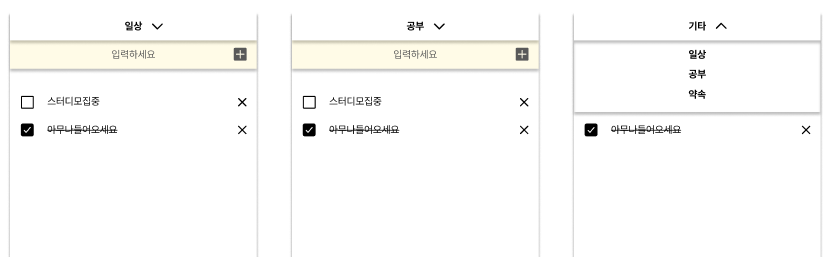 일상
입력하세요
스터디모집중
아무나들어오세요
공부
입력하세요
스터디모집중
아무나들어오세요
기타
일상
공부
약속
아무나들어오세요